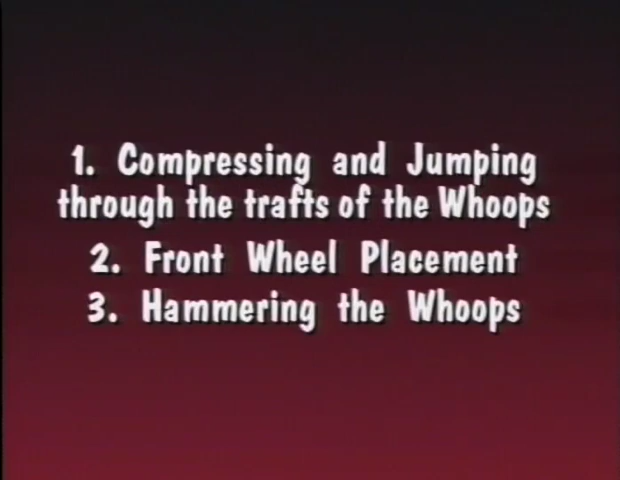 1. Compressing and Jumping
through the trafts of the Whoops
2. Front Wheel Placement
3. Hammering the Whoops